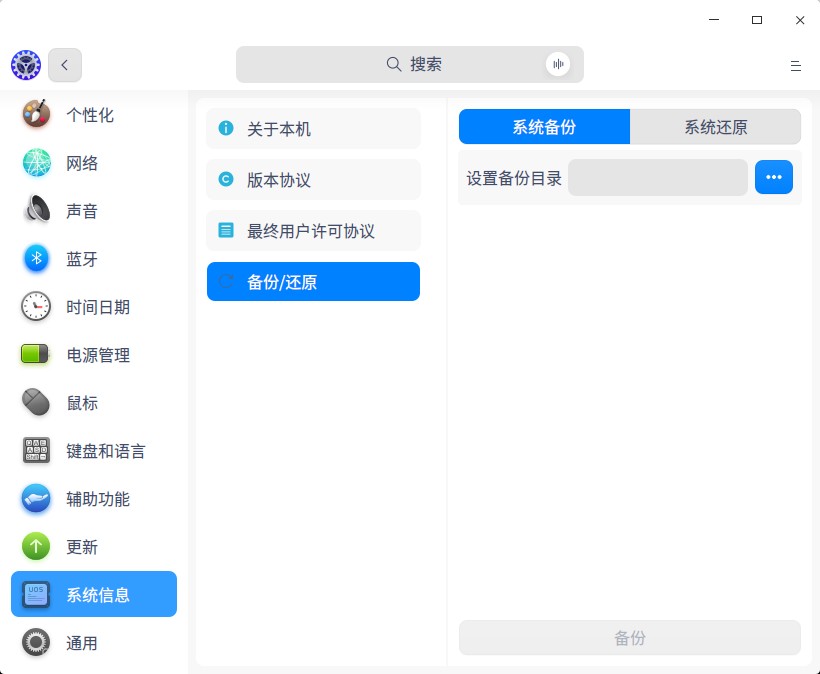 搜索
个性化
网络
声音
蓝牙
时间日期
电源管理
鼠标
键盘和语言
辅助功能
更新
系统信息
通用
关于本机
版本协议
最终用户许可协议
备份/还原
系统备份
系统还原
设置备份目录
备份